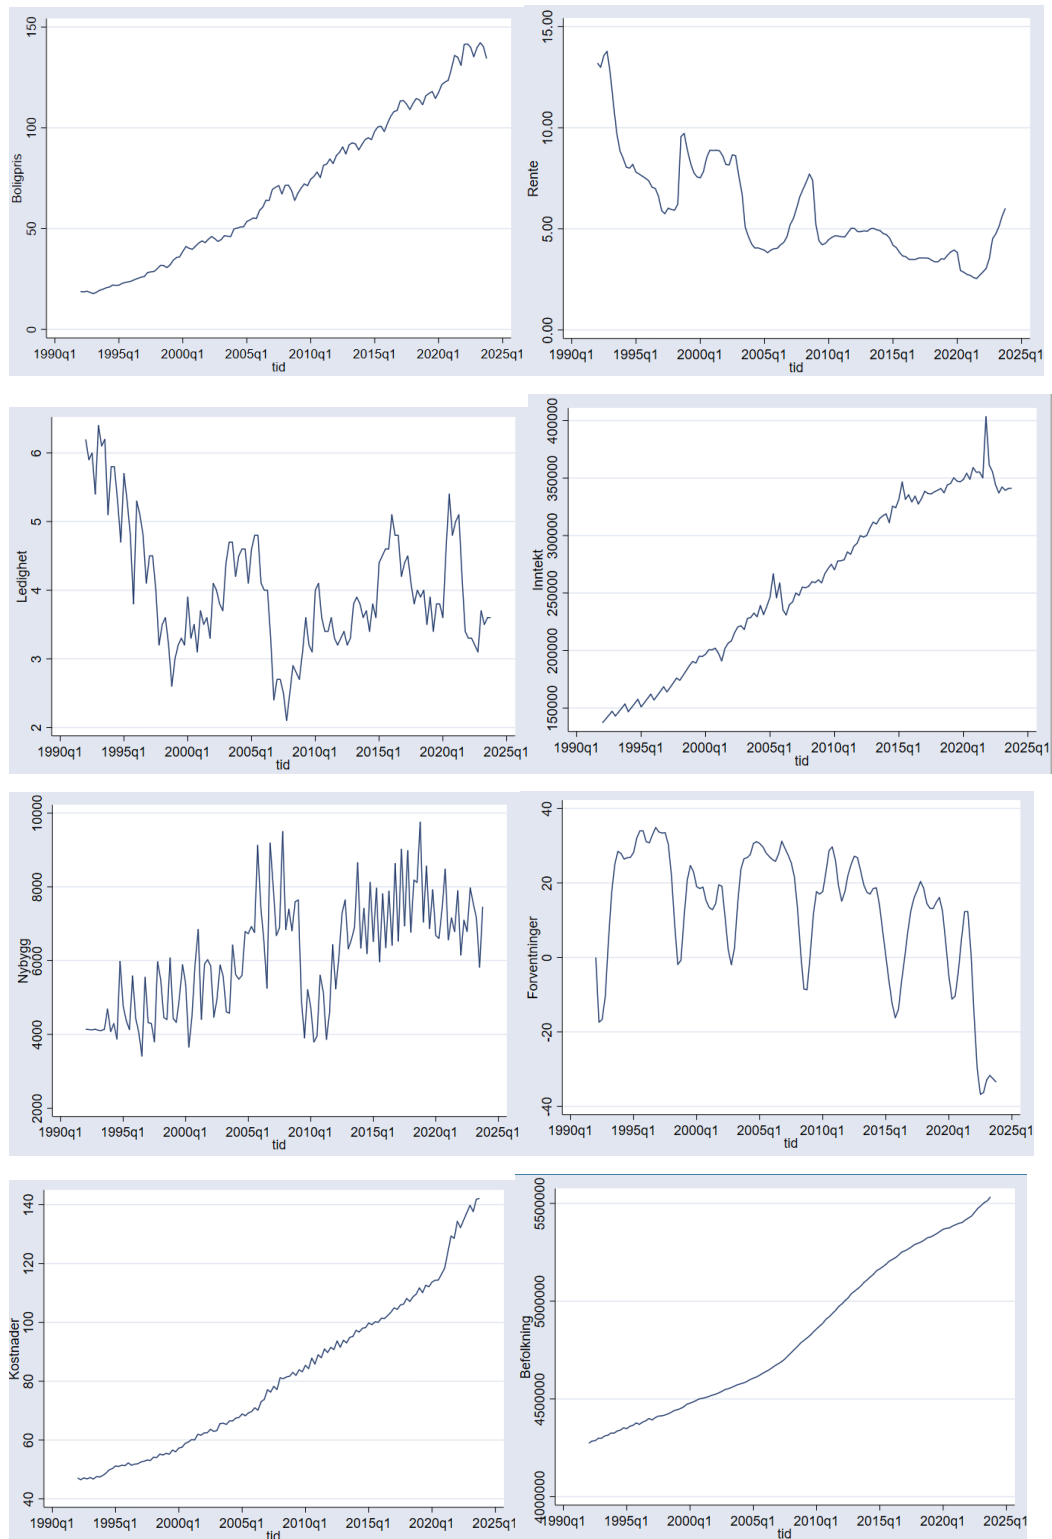 Boligpris
150
100
50
0
1990q1 1995q1 2000q1 2005q1 2010q1 2015q1 2020q1 2025q1
tid
Rente
15.00
10.00
5.00
0.00
1990q1 1995q1 2000q1 2005q1 2010q1 2015q1 2020q1 2025q1
tid
Ledighet
6
5
4
3
2
1990q1 1995q1 2000q1 2005q1 2010q1 2015q1 2020q1 2025q1
tid
Inntekt
400000
350000
300000
250000
200000
150000
1990q1 1995q1 2000q1 2005q1 2010q1 2015q1 2020q1 2025q1
tid
Nybygg
10000
8000
6000
4000
2000
1990q1 1995q1 2000q1 2005q1 2010q1 2015q1 2020q1 2025q1
tid
Forventninger
40
20
0
-20
-40
1990q1 1995q1 2000q1 2005q1 2010q1 2015q1 2020q1 2025q1
tid
Kostnader
140
120
100
80
60
40
1990q1 1995q1 2000q1 2005q1 2010q1 2015q1 2020q1 2025q1
tid
Befolkning
5500000
5000000
4500000
4000000
1990q1 1995q1 2000q1 2005q1 2010q1 2015q1 2020q1 2025q1
tid